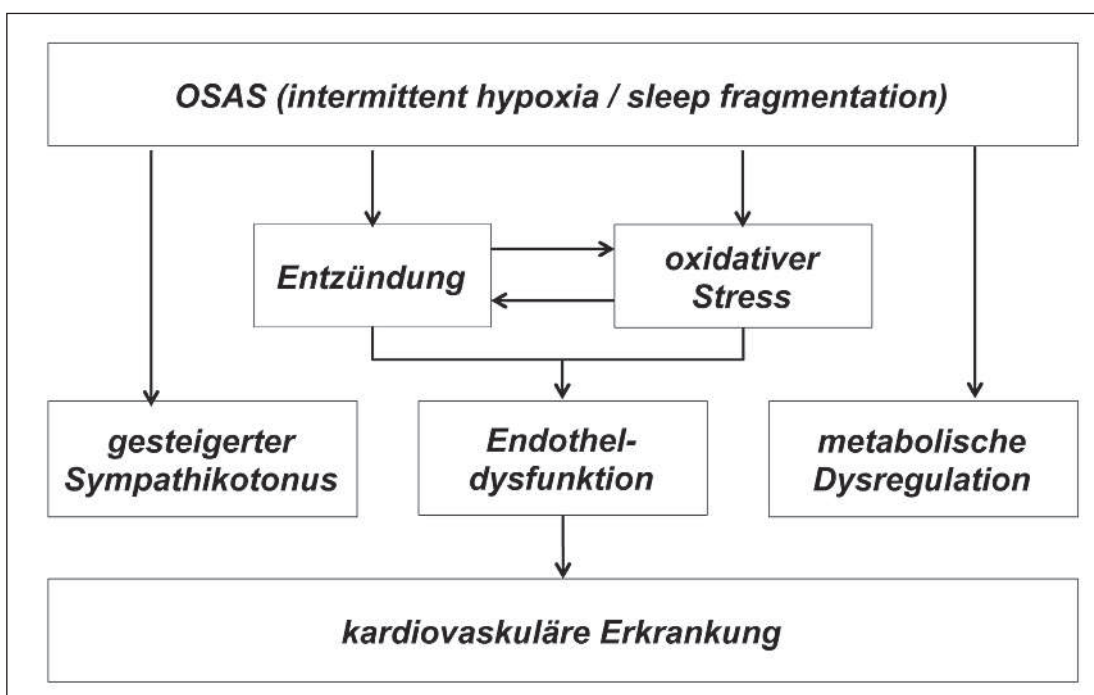 OSAS (intermittent hypoxia / sleep fragmentation)
Entzündung
oxidativer
Stress
gesteigerter
Sympathikotonus
Endothel-
dysfunktion
metabolische
Dysregulation
kardiovaskuläre Erkrankung